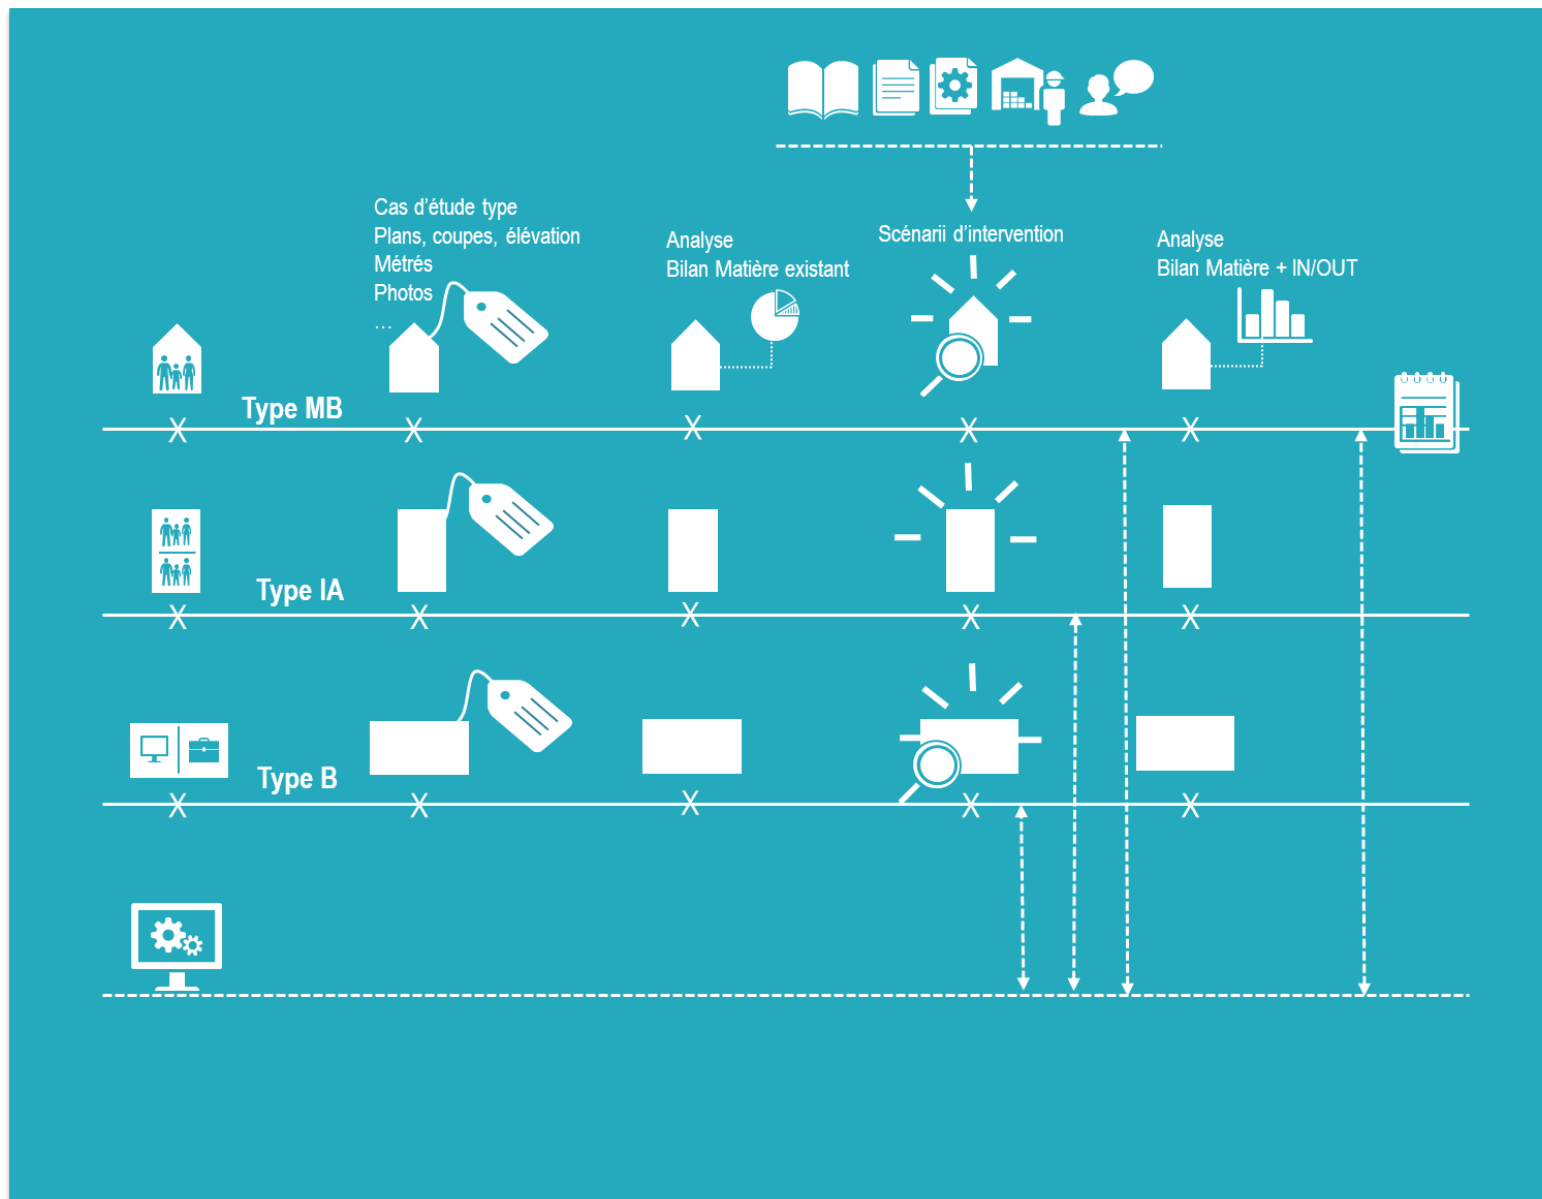 Cas d'étude type
Plans, coupes, élévation
Métrés
Photos
...
Analyse
Bilan Matière existant
Scénarii d'intervention
Analyse
Bilan Matière + IN/OUT
Type MB
X X X X X
Type IA
X X X X X
Type B
X X X X X